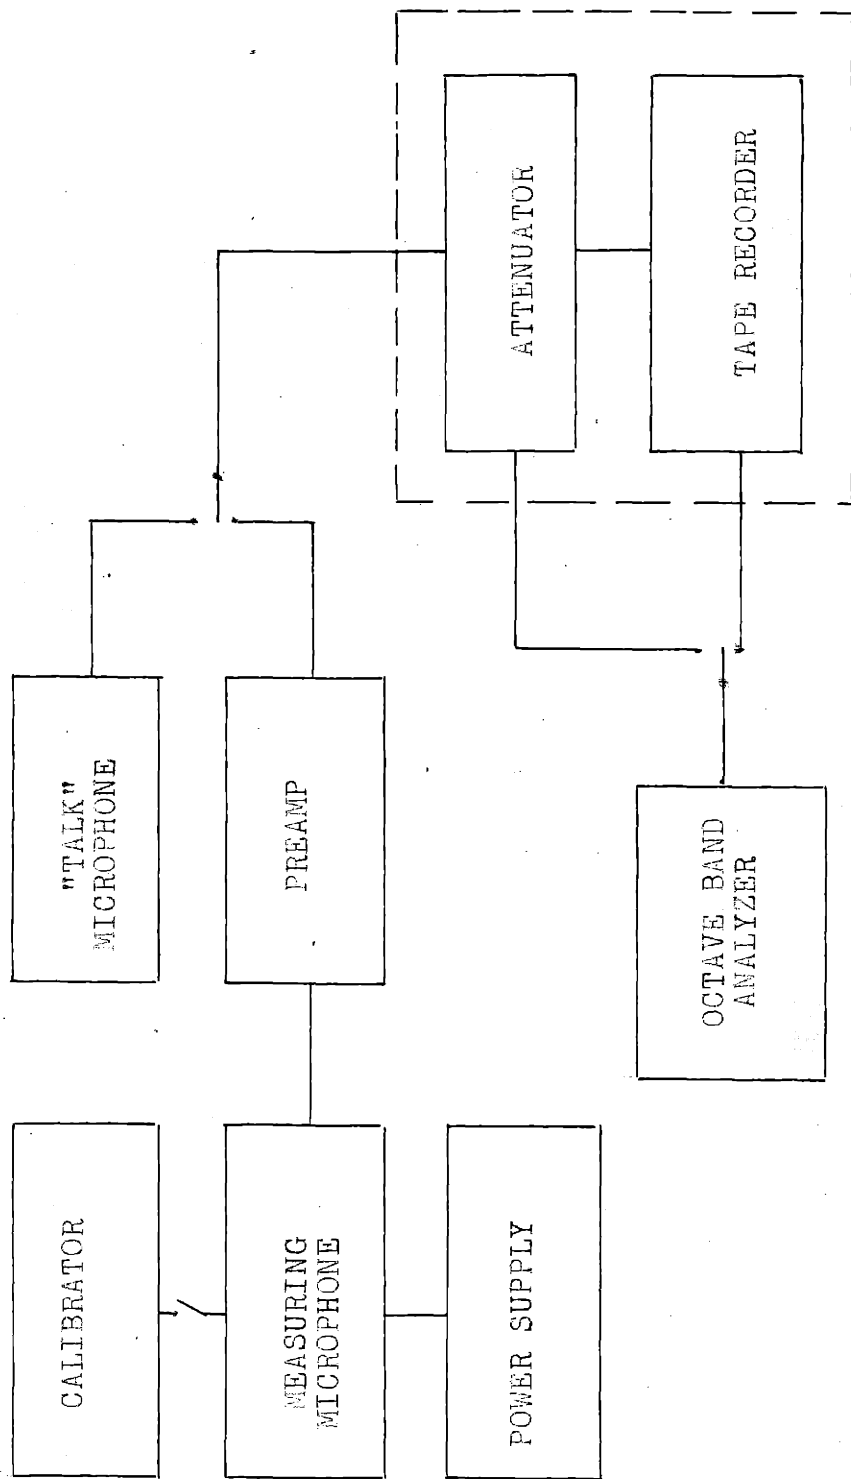 CALIBRATOR
"TALK"
MICROPHONE
MEASURING
MICROPHONE
PREAMP
ATTENUATOR
POWER SUPPLY
TAPE RECORDER
OCTAVE BAND
ANALYZER